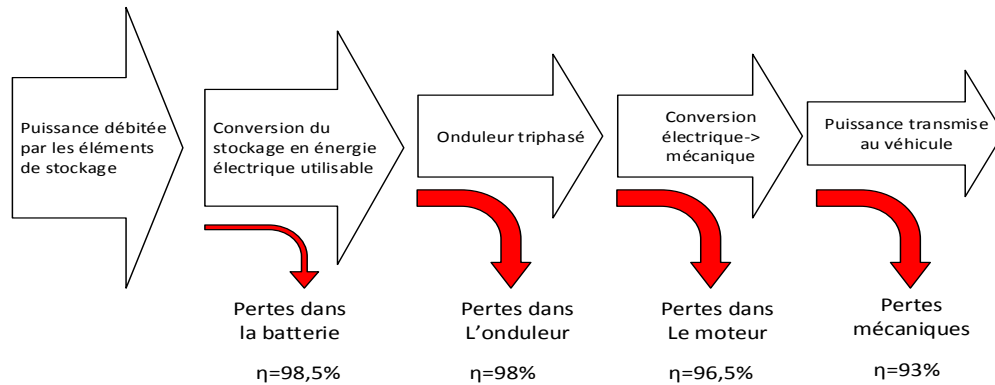 Puissance débitée
par les éléments
de stockage
Conversion du
stockage en énergie
électrique utilisable
Onduleur triphasé
Conversion
électrique->
mécanique
Puissance transmise
au véhicule
Pertes dans
la batterie
η=98,5%
Pertes dans
L’onduleur
η=98%
Pertes dans
Le moteur
η=96,5%
Pertes
mécaniques
η=93%